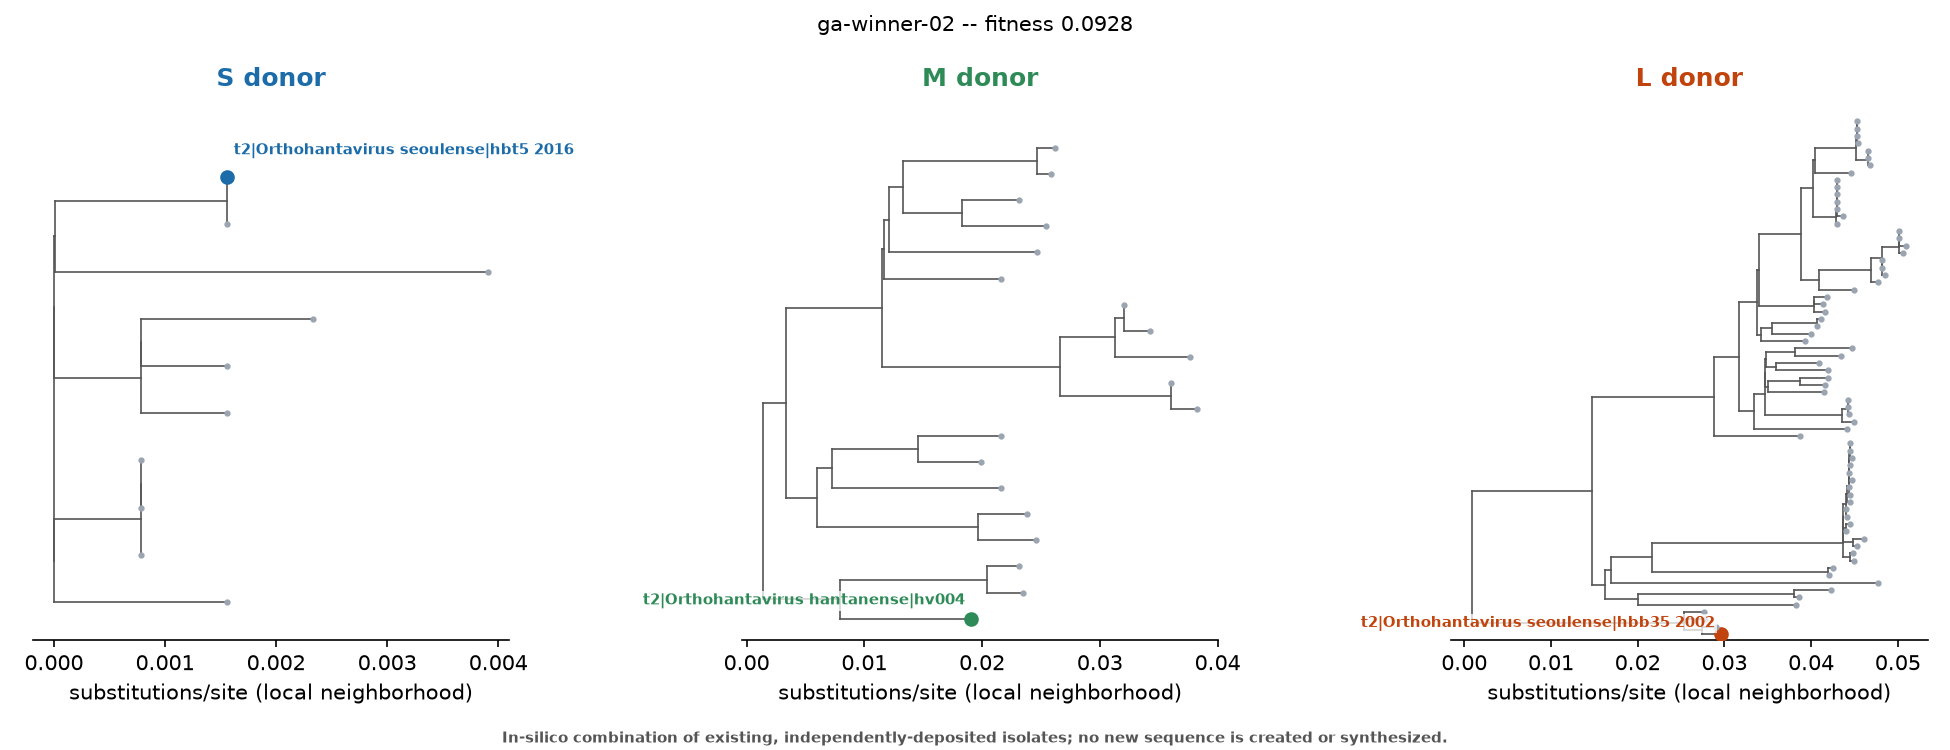 ga-winner-02 -- fitness 0.0928
S donor
M donor
L donor
t2|Orthohantavirus seoulense|hbt5 2016
t2|Orthohantavirus hantanense|hv004
t2|Orthohantavirus seoulense|hbb35 2002
0.000 0.001 0.002 0.003 0.004
0.00 0.01 0.02 0.03 0.04
0.00 0.01 0.02 0.03 0.04 0.05
substitutions/site (local neighborhood)
substitutions/site (local neighborhood)
substitutions/site (local neighborhood)
In-silico combination of existing, independently-deposited isolates; no new sequence is created or synthesized.